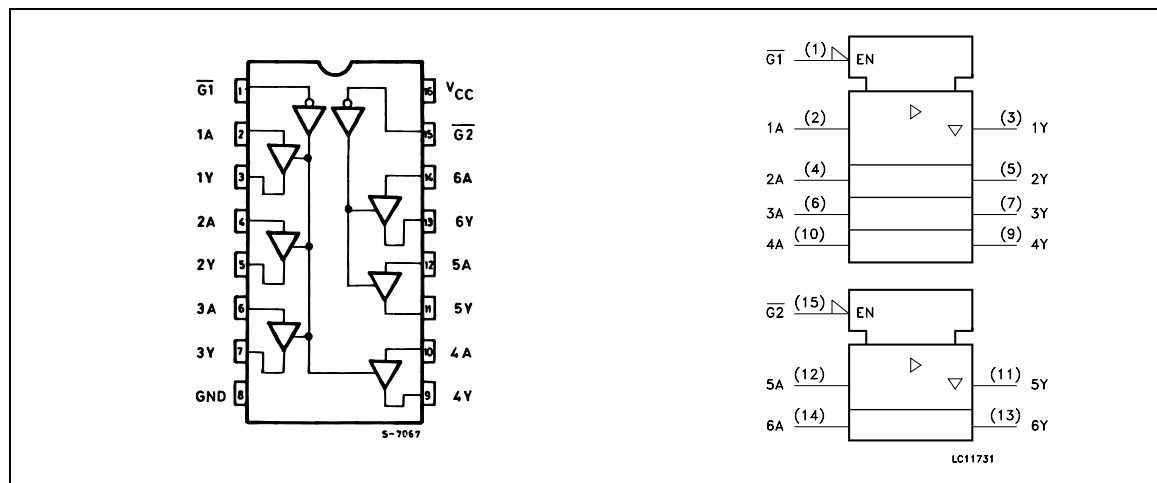 G1 1 16 VCC
1A 2 15 G2
1Y 3 14 6A
2A 4 13 6Y
2Y 5 12 5A
3A 6 11 5Y
3Y 7 10 4A
GND 8 9 4Y
S-7067
G1 (1) EN
1A (2) (3) 1Y
2A (4) (5) 2Y
3A (6) (7) 3Y
4A (10) (9) 4Y
G2 (15) EN
5A (12) (11) 5Y
6A (14) (13) 6Y
LC11731